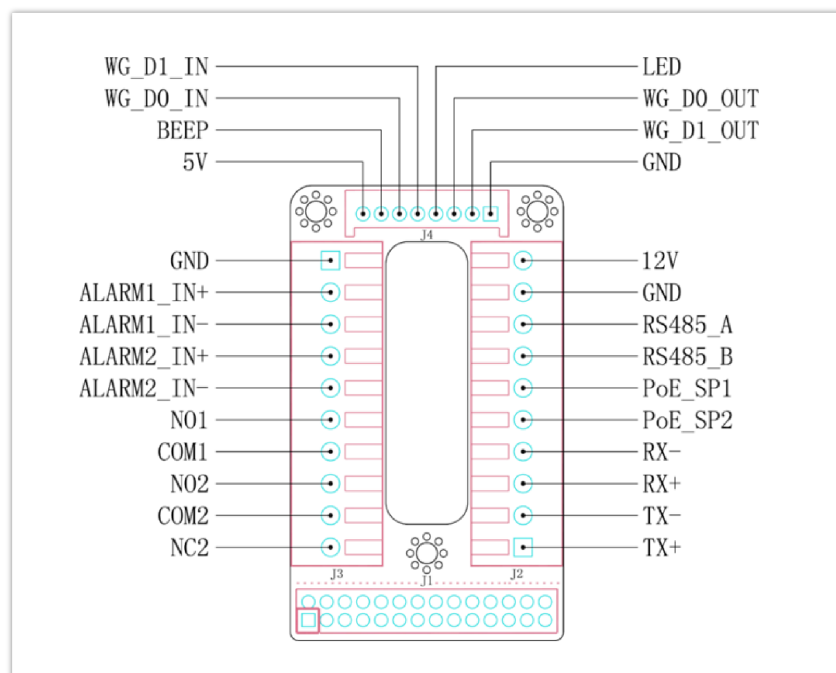 WG_D1_IN
WG_D0_IN
BEEP
5V
LED
WG_D0_OUT
WG_D1_OUT
GND
J4
GND
ALARM1_IN+
ALARM1_IN-
ALARM2_IN+
ALARM2_IN-
NO1
COM1
NO2
COM2
NC2
12V
GND
RS485_A
RS485_B
PoE_SP1
PoE_SP2
RX-
RX+
TX-
TX+
J3
J1
J2